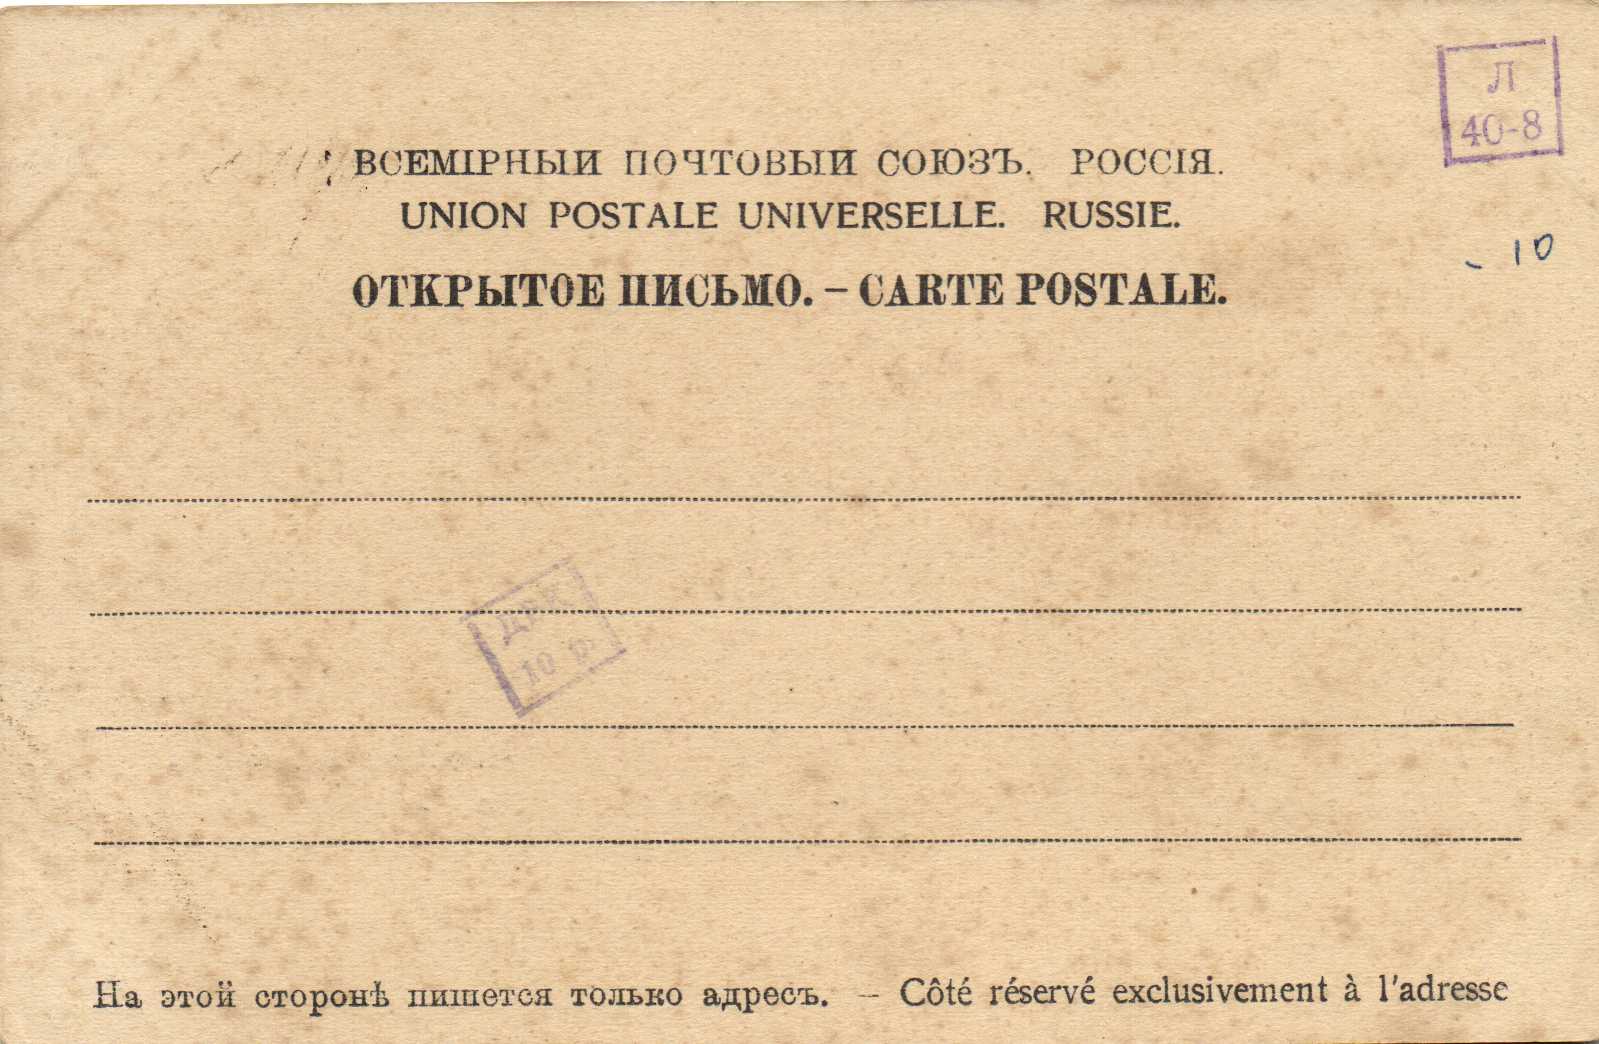 ВСЕМІРНЫЙ ПОЧТОВЫЙ СОЮЗЪ. РОССІЯ.
UNION POSTALE UNIVERSELLE. RUSSIE.
ОТКРЫТОЕ ПИСЬМО. – CARTE POSTALE.
Л
40-8
- 10
ЦВК
10 р.
На этой сторонѣ пишется только адресъ. – Côté réservé exclusivement à l'adresse